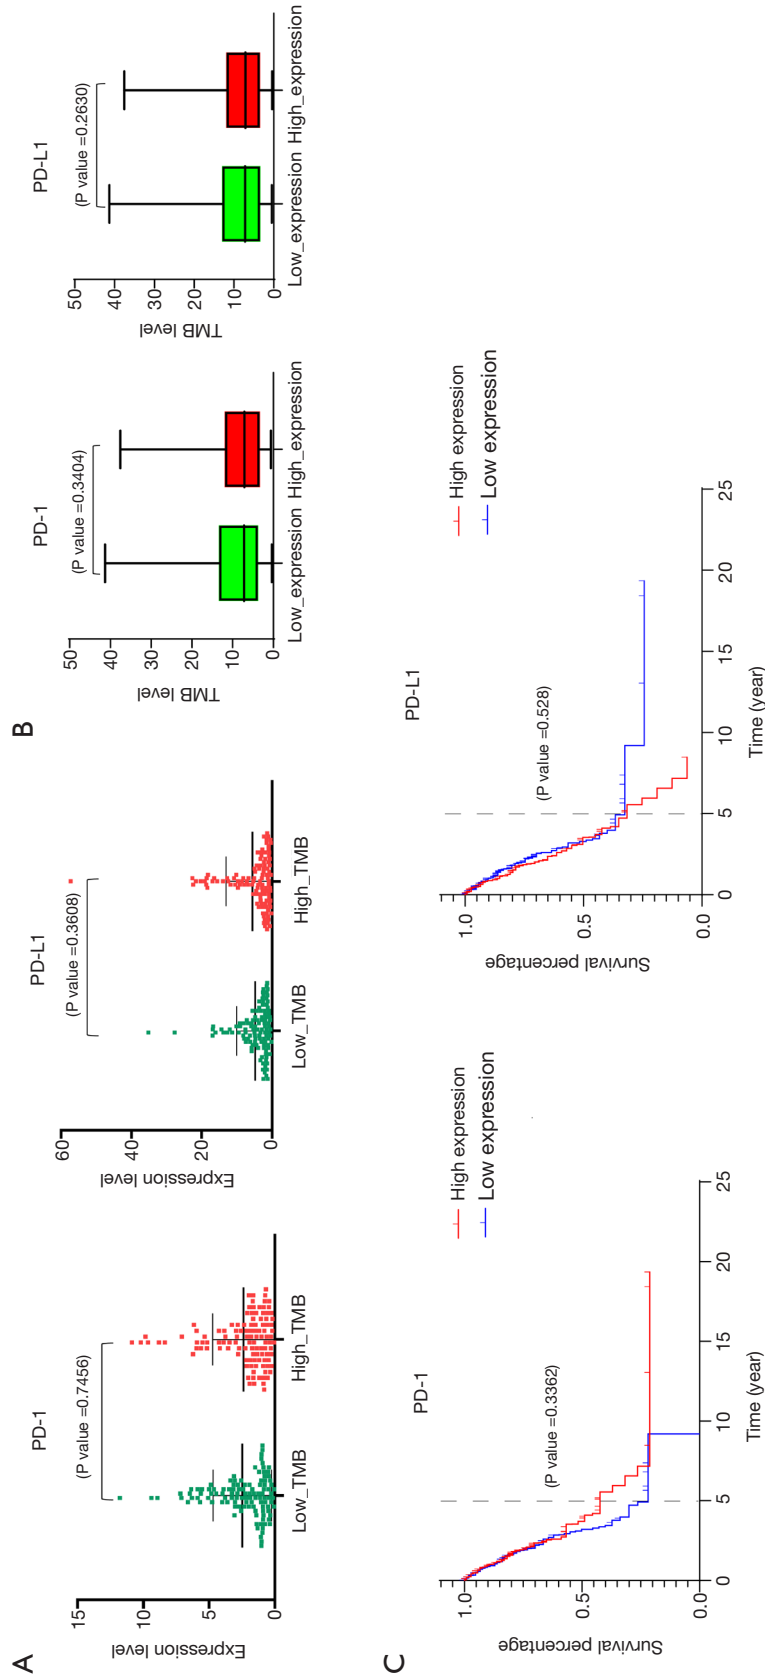 A
PD-1
(P value =0.7456)
Expression level
15
10
5
0
Low_TMB
High_TMB
PD-L1
(P value =0.3608)
Expression level
60
40
20
0
Low_TMB
High_TMB
B
PD-1
(P value =0.3404)
TMB level
50
40
30
20
10
0
Low_expression
High_expression
PD-L1
(P value =0.2630)
TMB level
50
40
30
20
10
0
Low_expression
High_expression
C
PD-1
(P value =0.3362)
High expression
Low expression
Survival percentage
1.0
0.5
0.0
0
5
10
15
20
25
Time (year)
PD-L1
(P value =0.528)
High expression
Low expression
Survival percentage
1.0
0.5
0.0
0
5
10
15
20
25
Time (year)